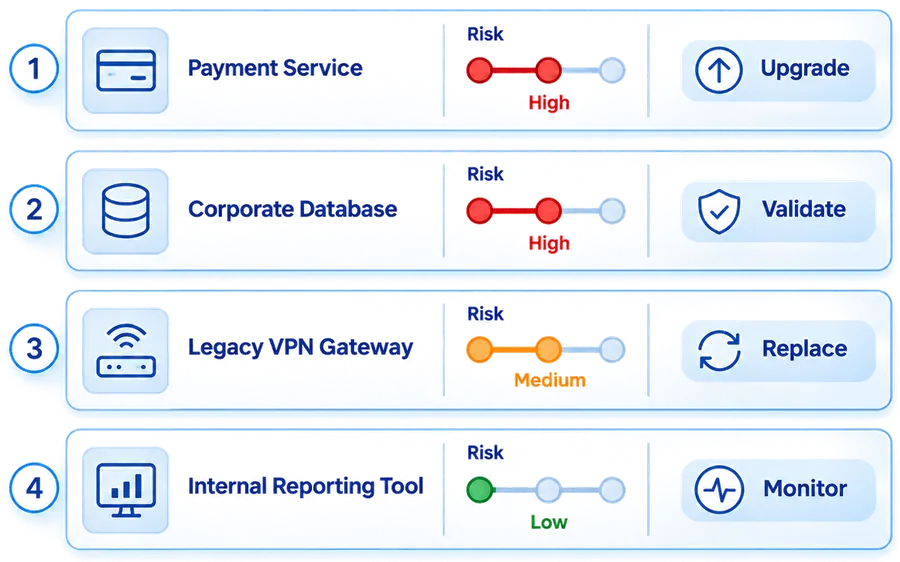 1
Payment Service
Risk
High
Upgrade
2
Corporate Database
Risk
High
Validate
3
Legacy VPN Gateway
Risk
Medium
Replace
4
Internal Reporting Tool
Risk
Low
Monitor